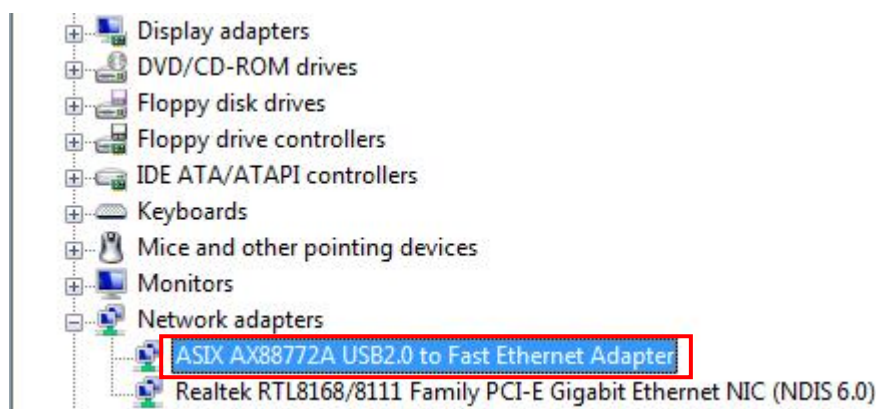 Display adapters
DVD/CD-ROM drives
Floppy disk drives
Floppy drive controllers
IDE ATA/ATAPI controllers
Keyboards
Mice and other pointing devices
Monitors
Network adapters
ASIX AX88772A USB2.0 to Fast Ethernet Adapter
Realtek RTL8168/8111 Family PCI-E Gigabit Ethernet NIC (NDIS 6.0)